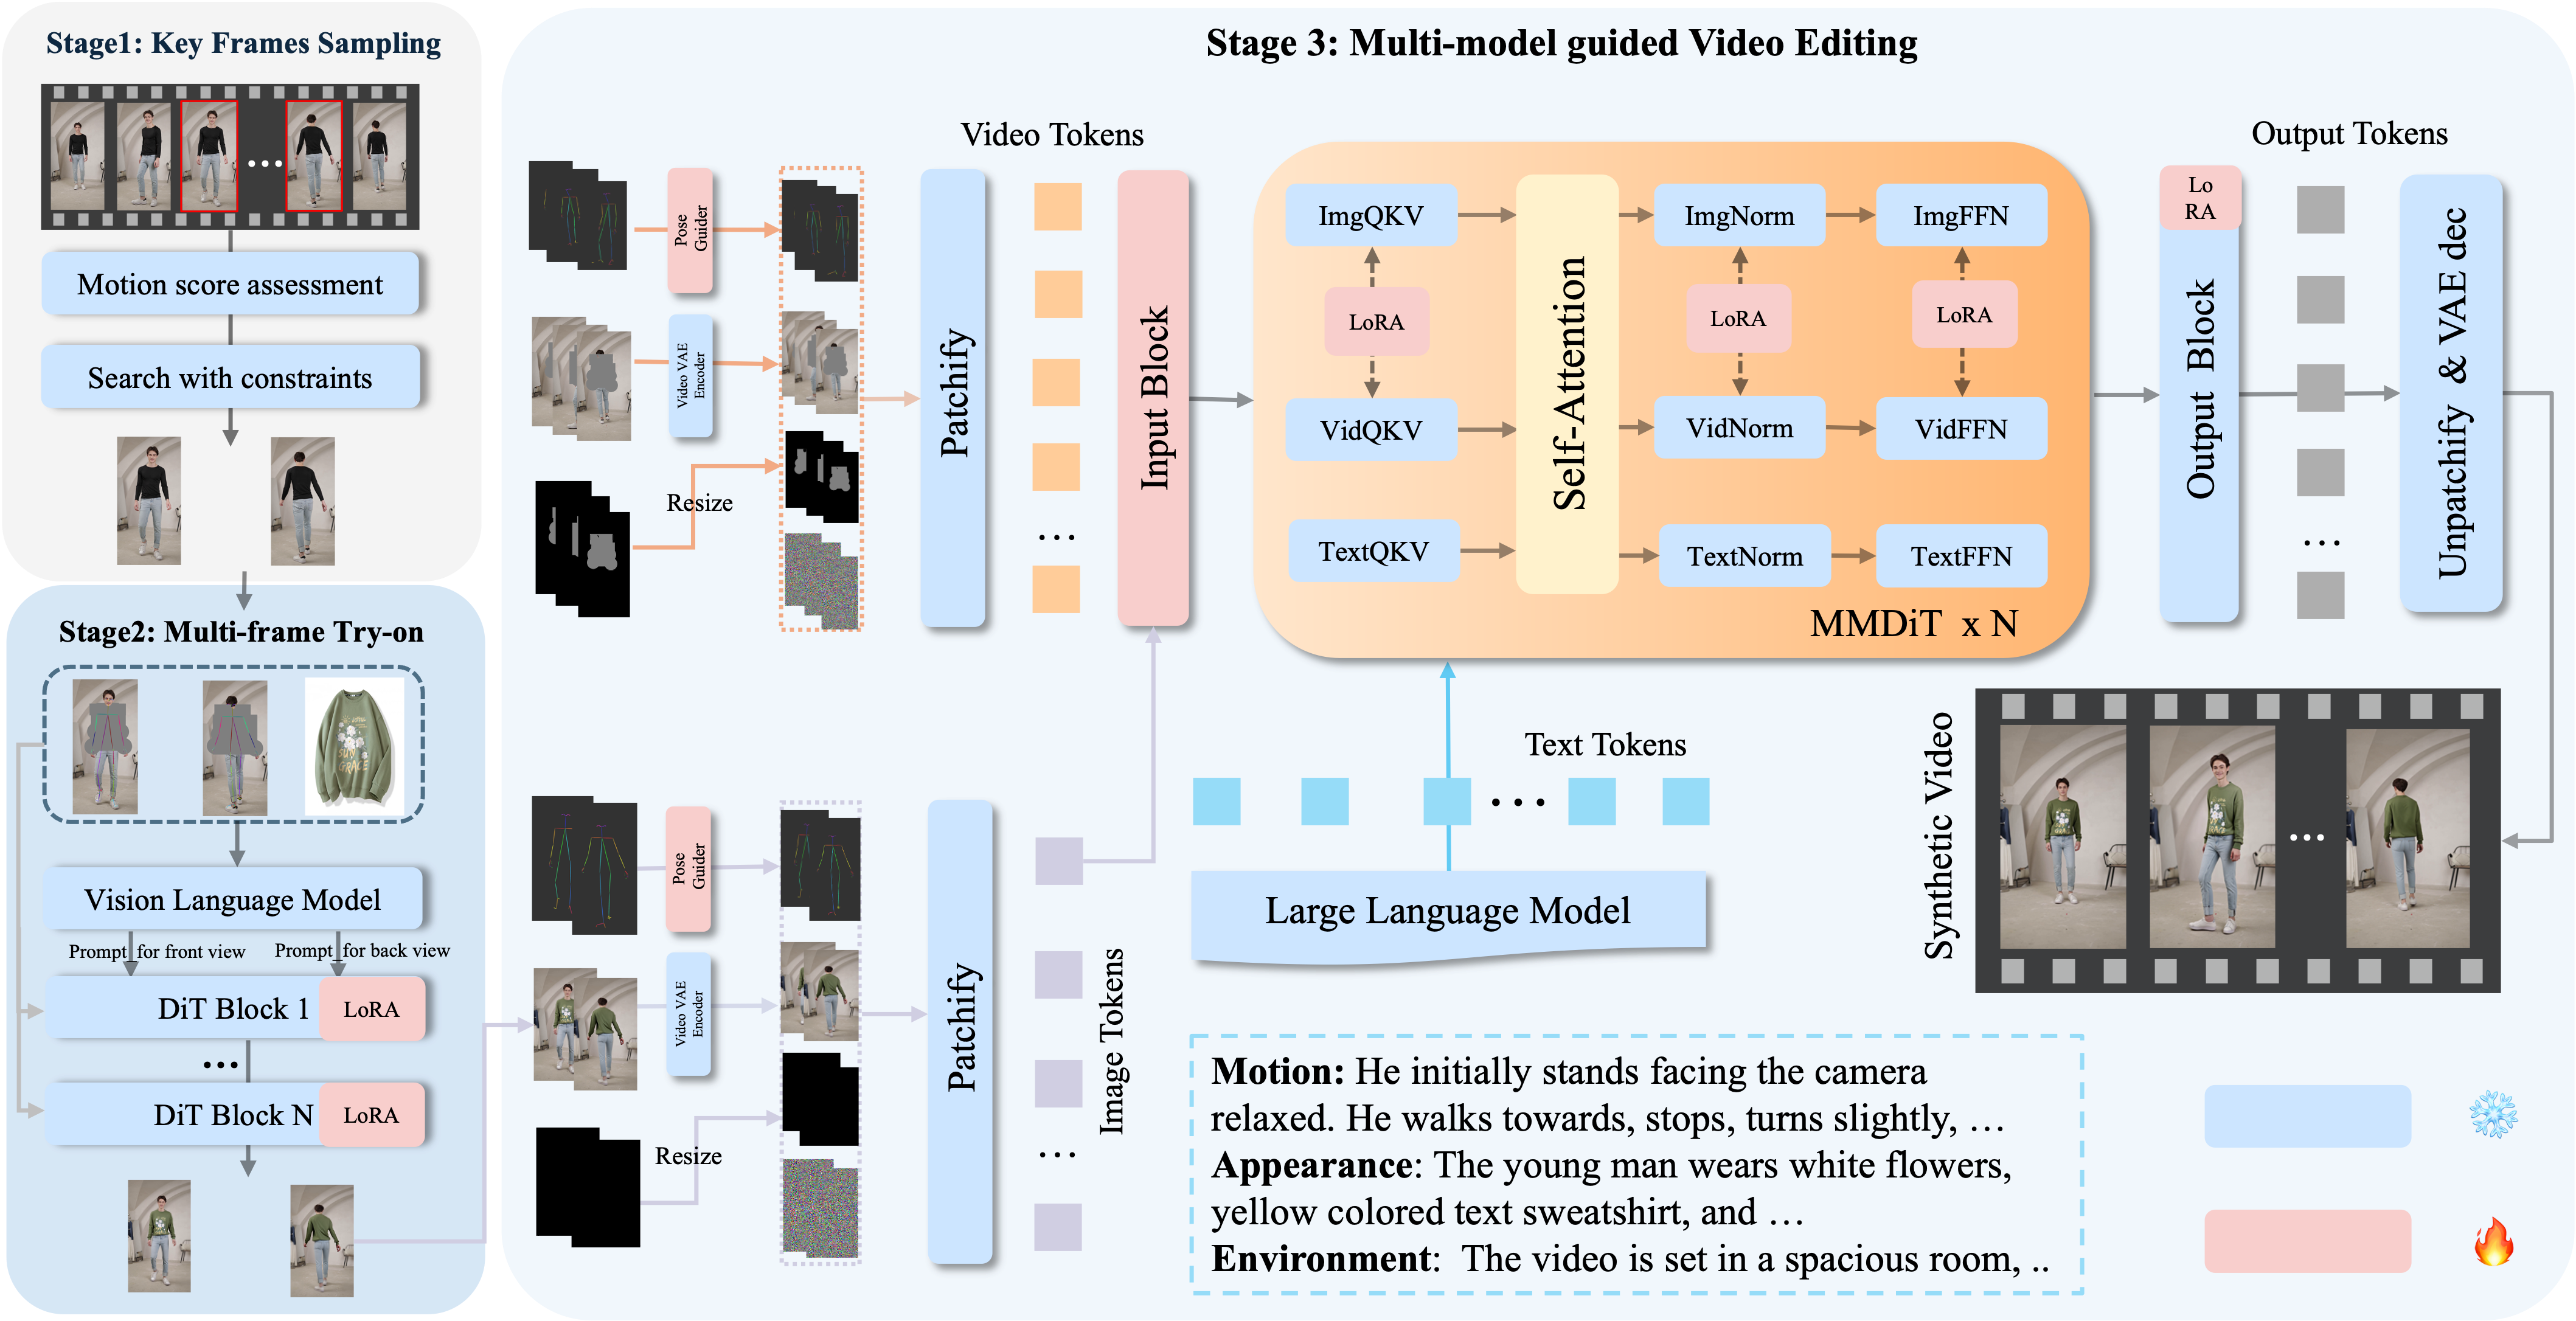 Stage1: Key Frames Sampling
Motion score assessment
Search with constraints
Stage2: Multi-frame Try-on
Vision Language Model
Prompt_for front view
Prompt_for back view
DiT Block 1
LoRA
...
DiT Block N
LoRA
Stage 3: Multi-model guided Video Editing
Pose
Guider
Video VAE
Encoder
Resize
Patchify
Video Tokens
...
Input Block
ImgQKV
LoRA
VidQKV
TextQKV
Self-Attention
ImgNorm
LoRA
VidNorm
TextNorm
ImgFFN
LoRA
VidFFN
TextFFN
MMDiT x N
Lo
RA
Output Block
Output Tokens
...
Unpatchify & VAE dec
Pose
Guider
Video VAE
Encoder
Resize
Patchify
Image Tokens
...
Text Tokens
...
Large Language Model
Synthetic Video
...
Motion: He initially stands facing the camera
relaxed. He walks towards, stops, turns slightly, …
Appearance: The young man wears white flowers,
yellow colored text sweatshirt, and …
Environment: The video is set in a spacious room, ..
SUN
GRACE